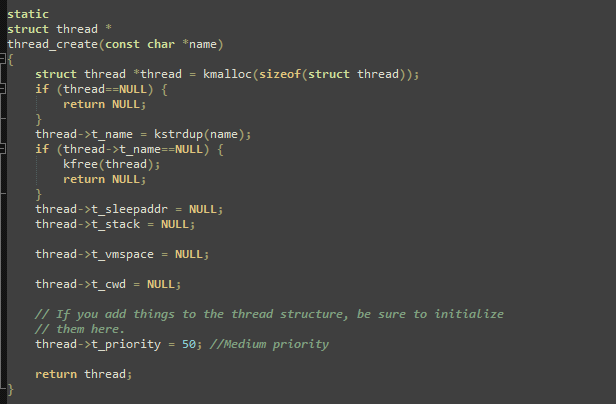 static
struct thread *
thread_create(const char *name)
{
    struct thread *thread = kmalloc(sizeof(struct thread));
    if (thread==NULL) {
        return NULL;
    }
    thread->t_name = kstrdup(name);
    if (thread->t_name==NULL) {
        kfree(thread);
        return NULL;
    }
    thread->t_sleepaddr = NULL;
    thread->t_stack = NULL;

    thread->t_vmspace = NULL;

    thread->t_cwd = NULL;

    // If you add things to the thread structure, be sure to initialize
    // them here.
    thread->t_priority = 50; //Medium priority

    return thread;
}